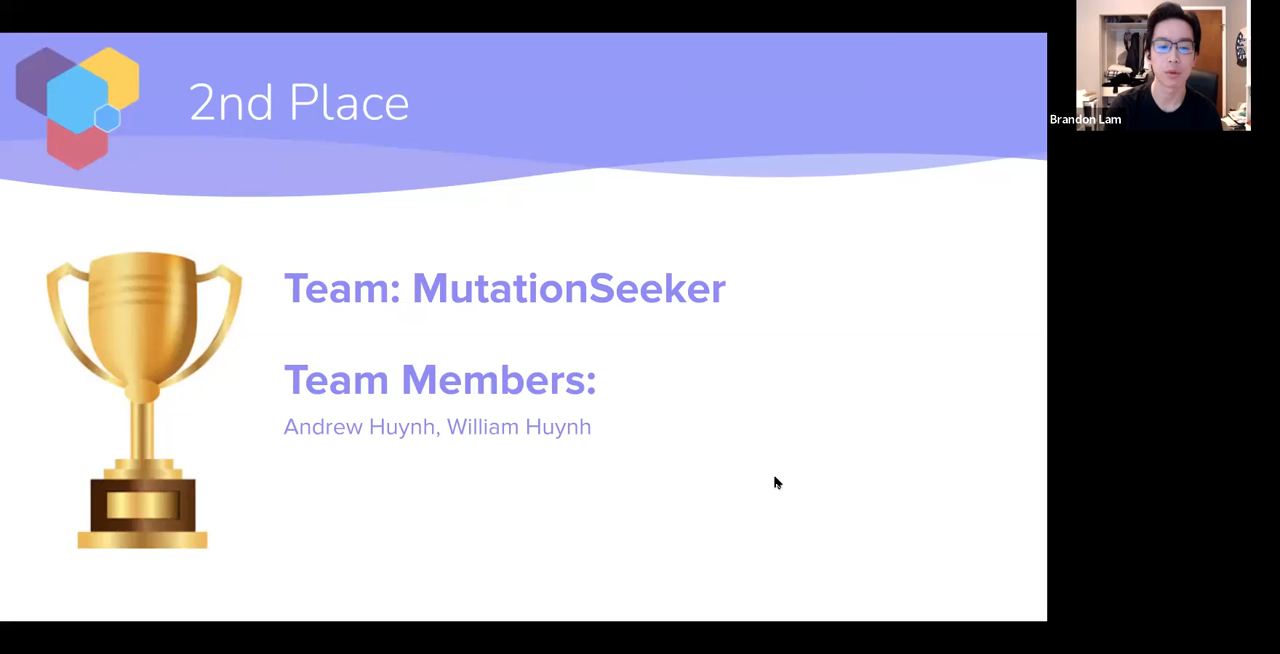 2nd Place
Brandon Lam
Team: MutationSeeker
Team Members:
Andrew Huynh, William Huynh